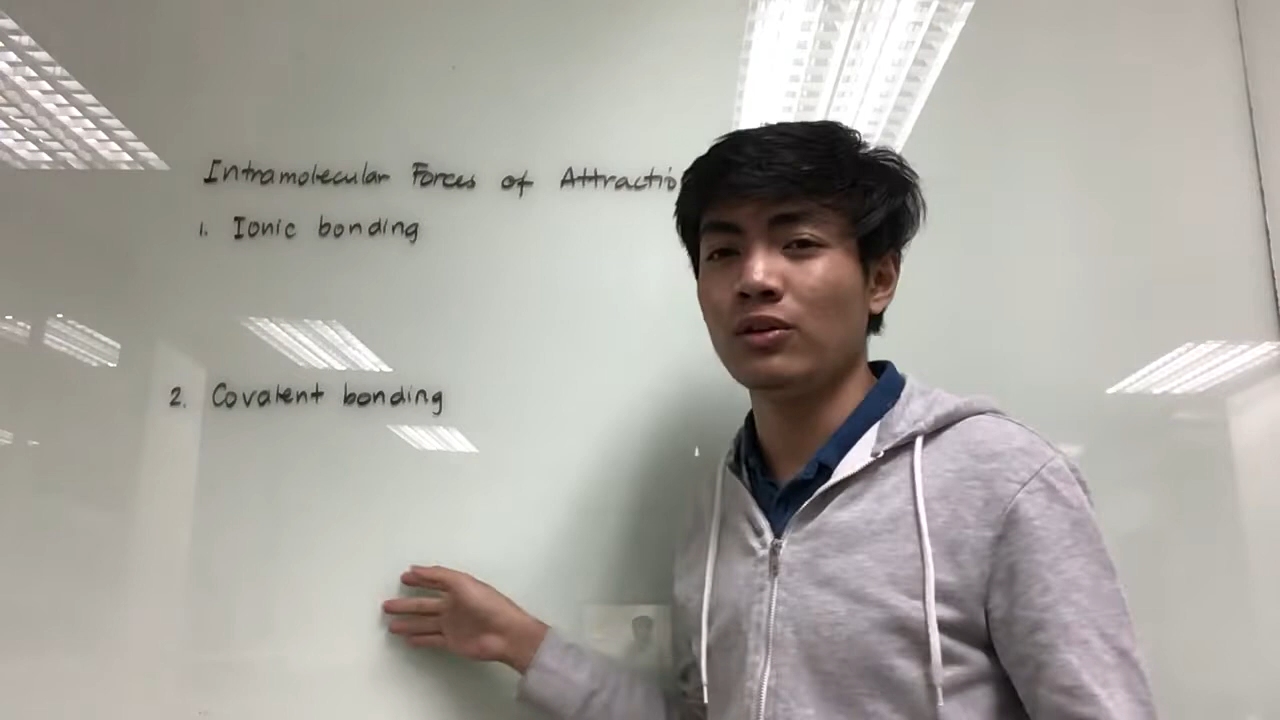 Intramolecular Forces of Attractio
1. Ionic bonding
2. Covalent bonding